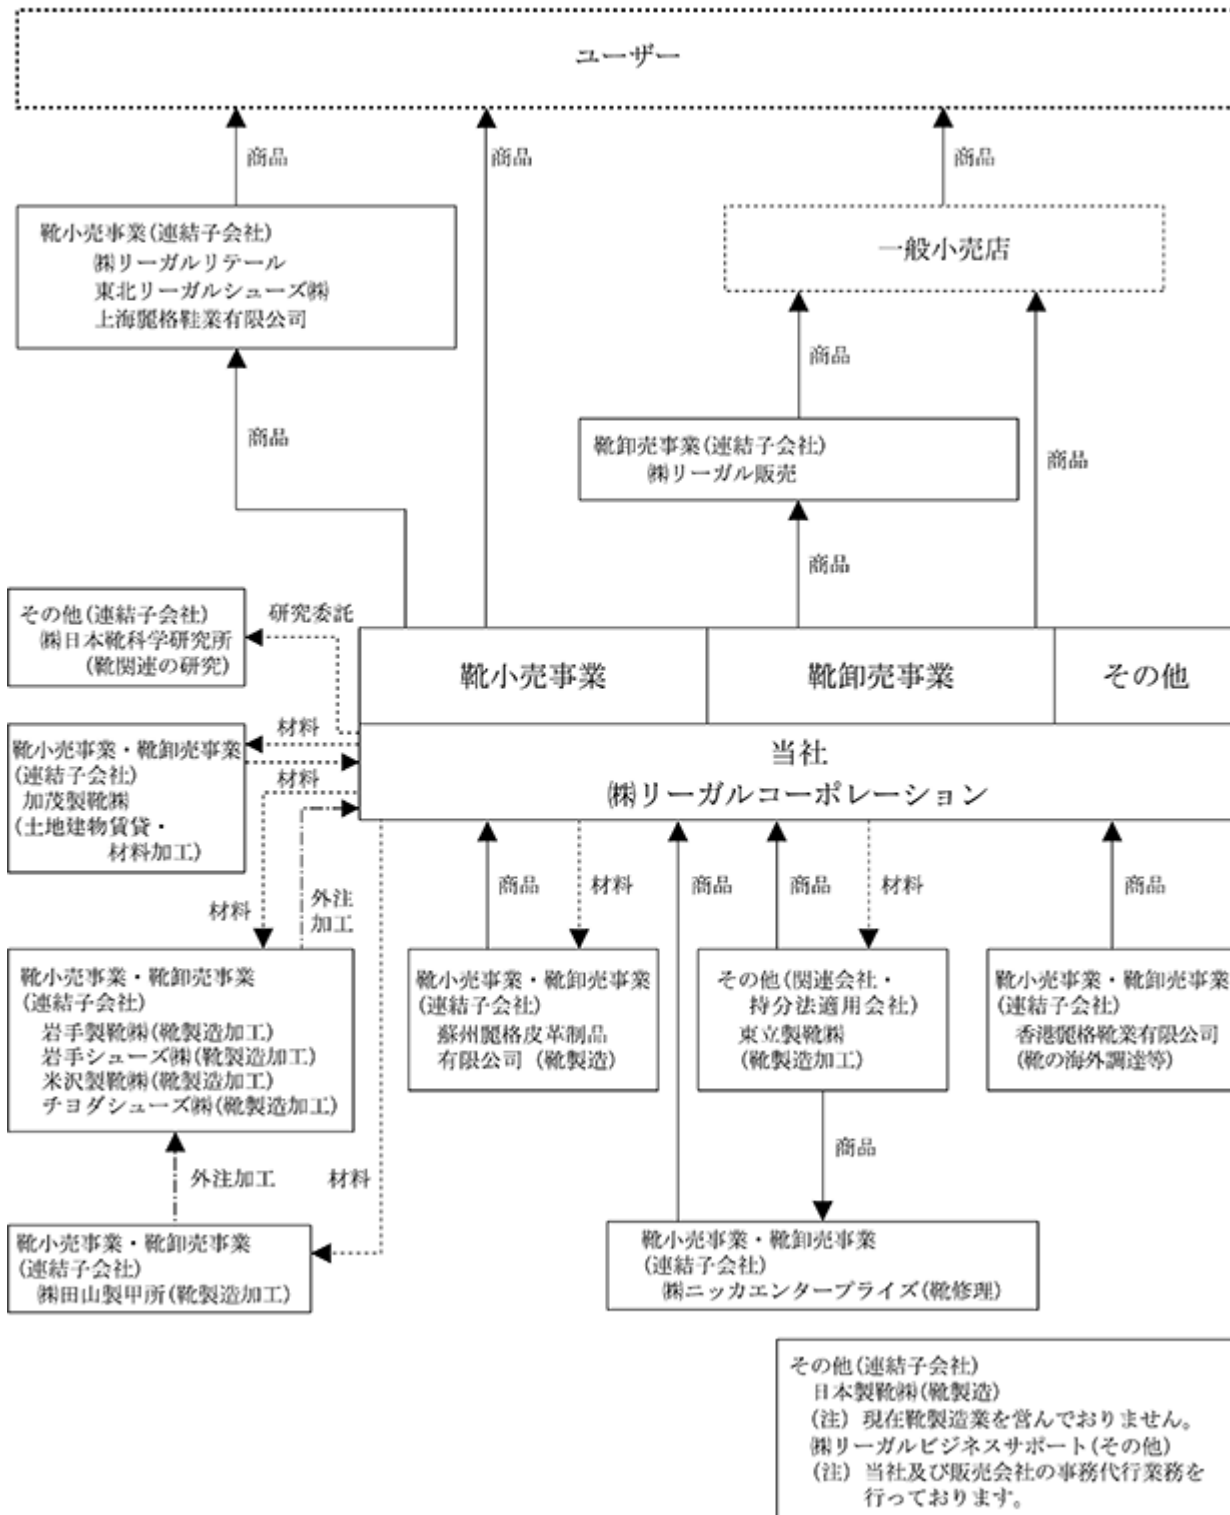 ユーザー
商品
商品
商品
靴小売事業(連結子会社)
㈱リーガルリテール
東北リーガルシューズ㈱
上海麗格鞋業有限公司
一般小売店
商品
商品
商品
靴卸売事業(連結子会社)
㈱リーガル販売
商品
その他(連結子会社)
㈱日本靴科学研究所
(靴関連の研究)
研究委託
靴小売事業
靴卸売事業
その他
当社
㈱リーガルコーポレーション
靴小売事業・靴卸売事業
(連結子会社)
加茂製靴㈱
(土地建物賃貸・
材料加工)
材料
材料
材料
外注
加工
商品
材料
商品
商品
材料
商品
靴小売事業・靴卸売事業
(連結子会社)
岩手製靴㈱(靴製造加工)
岩手シューズ㈱(靴製造加工)
米沢製靴㈱(靴製造加工)
チヨダシューズ㈱(靴製造加工)
靴小売事業・靴卸売事業
(連結子会社)
蘇州麗格皮革制品
有限公司(靴製造)
その他(関連会社・
持分法適用会社)
東立製靴㈱
(靴製造加工)
靴小売事業・靴卸売事業
(連結子会社)
香港麗格靴業有限公司
(靴の海外調達等)
外注加工
材料
商品
靴小売事業・靴卸売事業
(連結子会社)
㈱田山製甲所(靴製造加工)
靴小売事業・靴卸売事業
(連結子会社)
㈱ニッカエンタープライズ(靴修理)
その他(連結子会社)
日本製靴㈱(靴製造)
(注) 現在靴製造業を営んでおりません。
㈱リーガルビジネスサポート(その他)
(注) 当社及び販売会社の事務代行業務を
行っております。